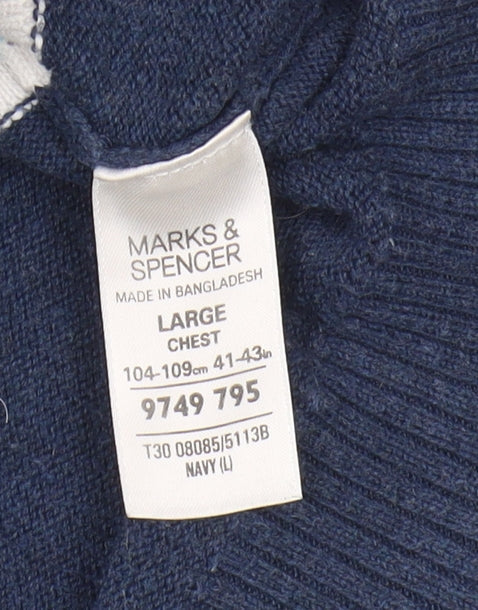 MARKS &
SPENCER
MADE IN BANGLADESH
LARGE
CHEST
104-109cm 41-43in
9749 795
T30 08085/5113B
NAVY (L)